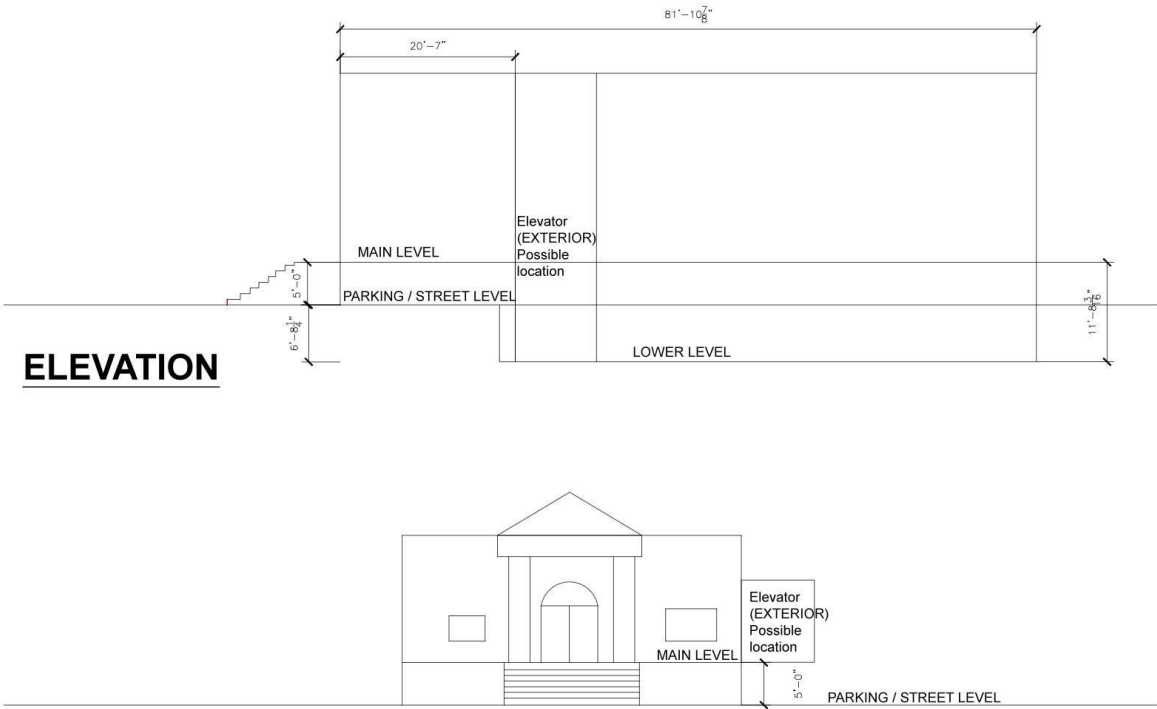 81'-10 7/8"
20'-7"
Elevator
(EXTERIOR)
Possible
location
MAIN LEVEL
5'-0"
PARKING / STREET LEVEL
6'-8 1/4"
11'-8 3/16"
LOWER LEVEL
ELEVATION
Elevator
(EXTERIOR)
Possible
location
MAIN LEVEL
5'-0"
PARKING / STREET LEVEL